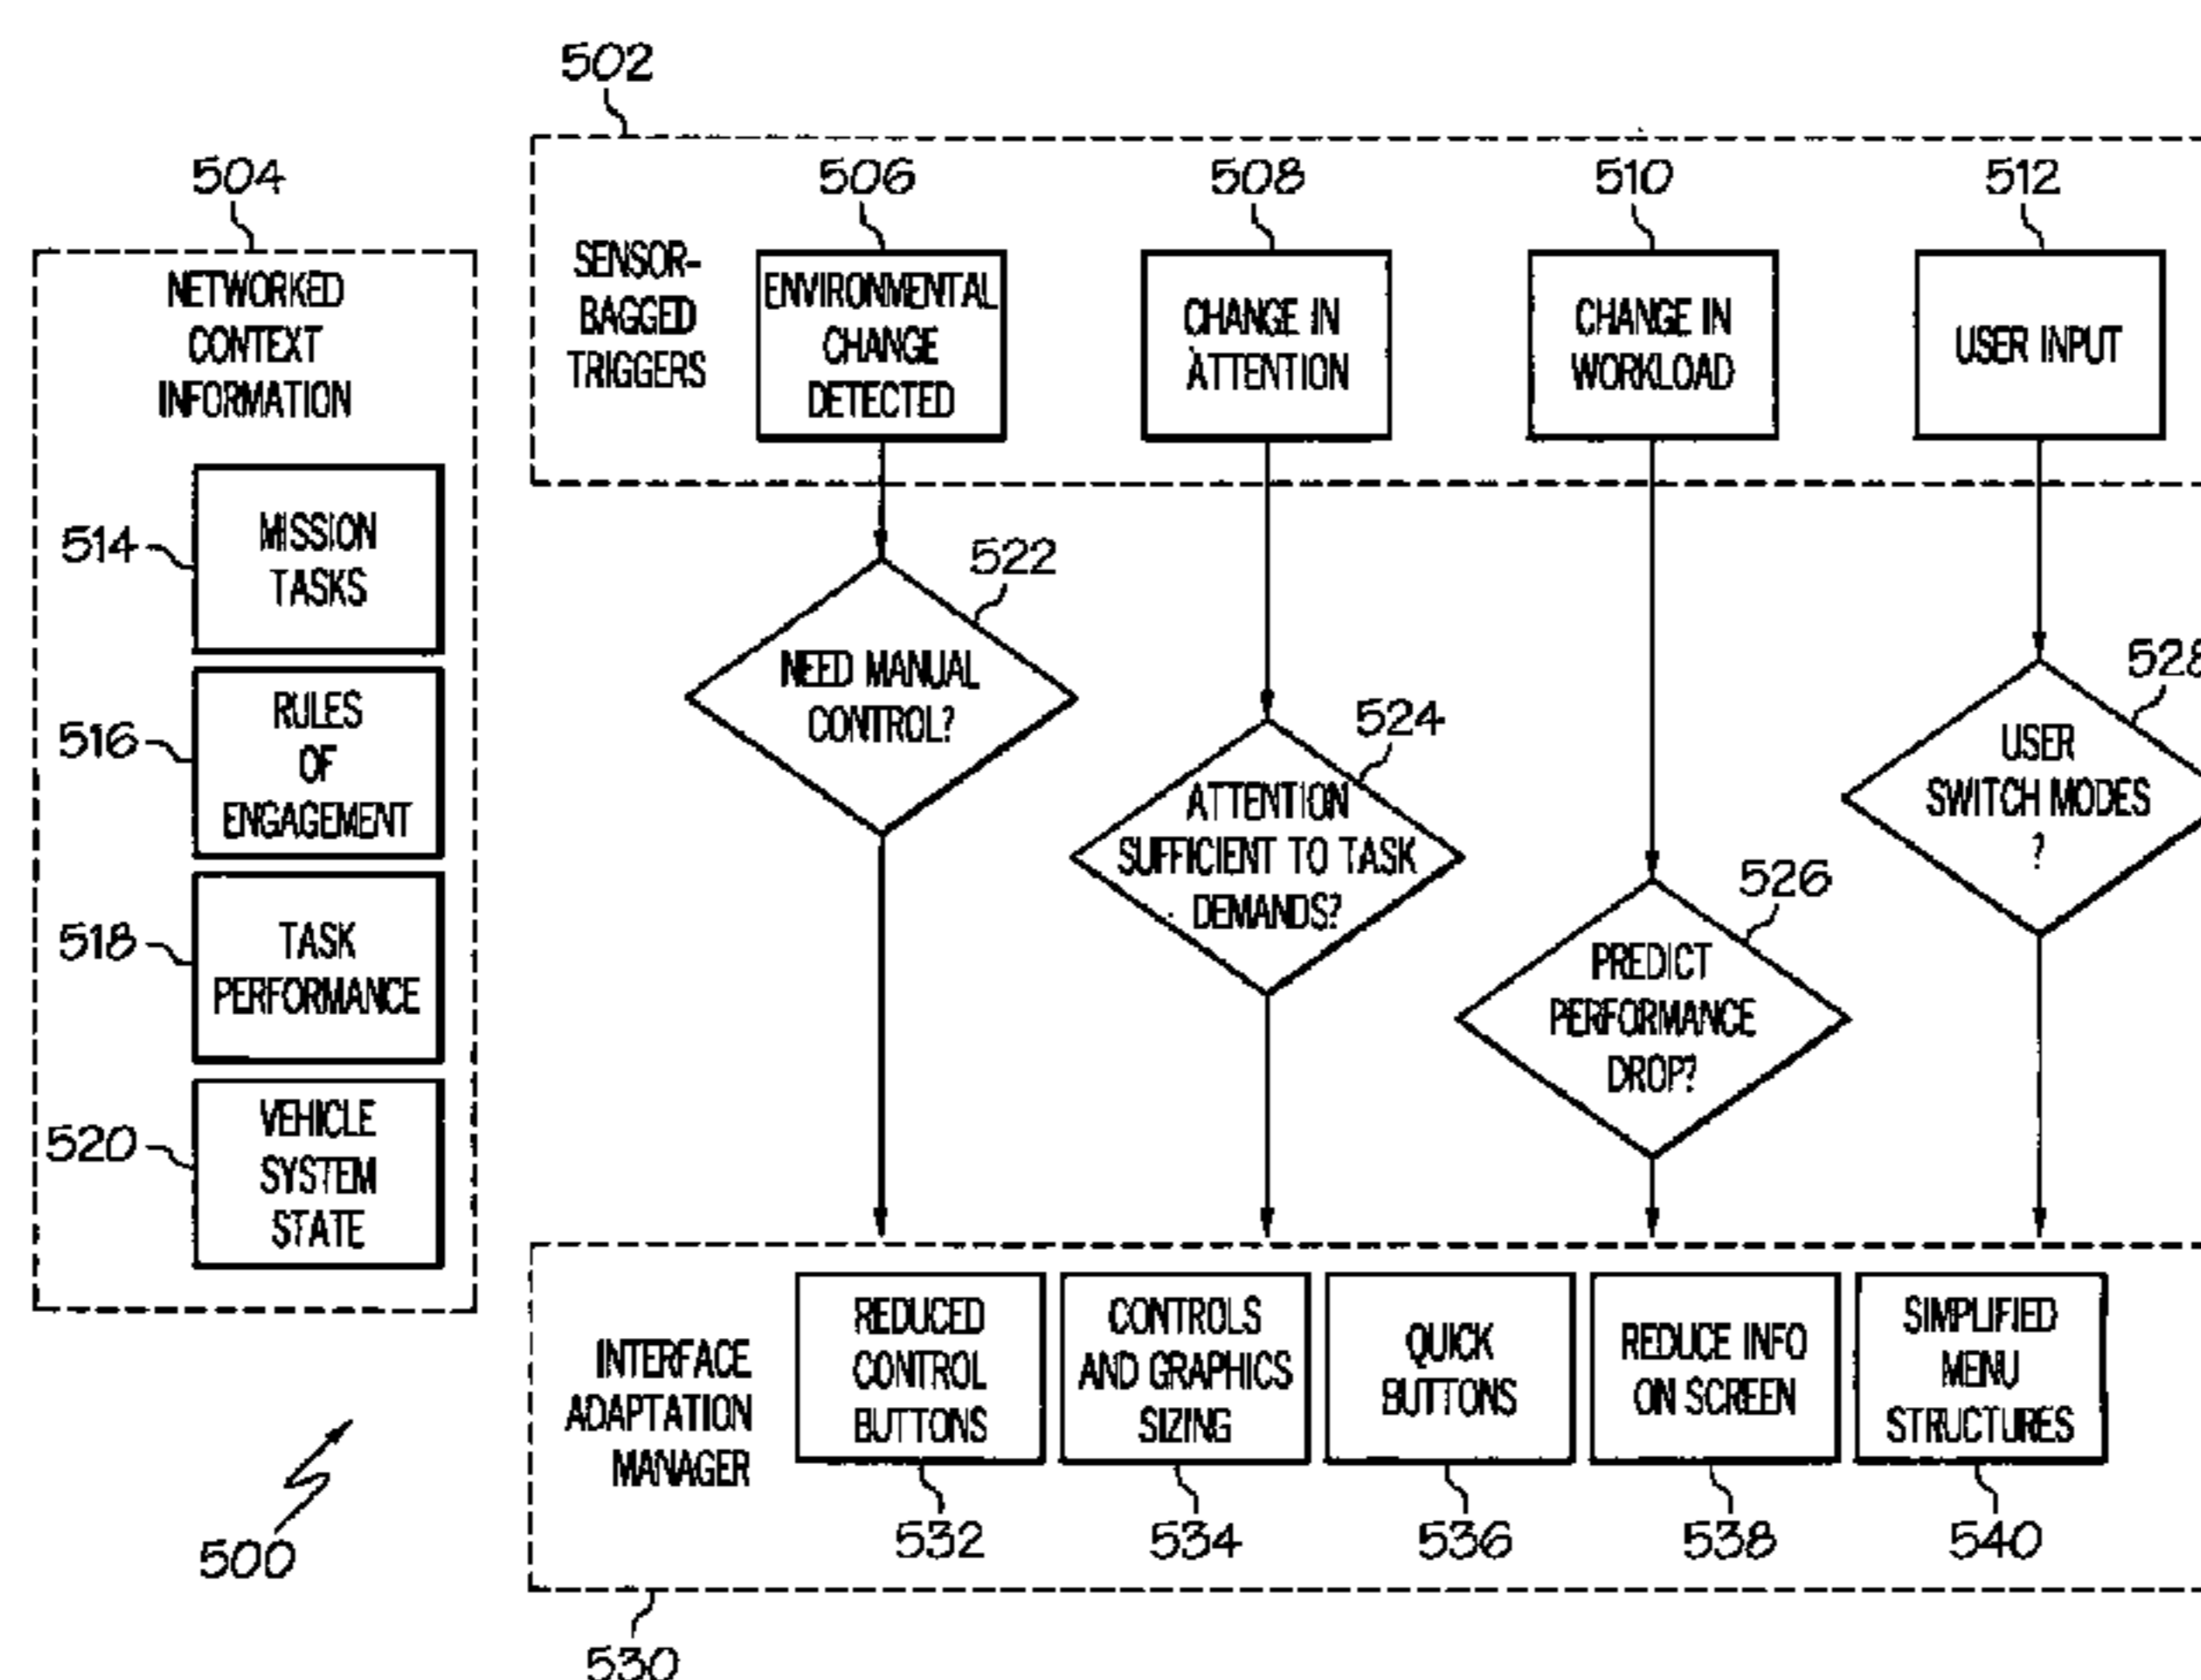 502
504
506
508
510
512
NETWORKED
CONTEXT
INFORMATION
SENSOR-
BAGGED
TRIGGERS
ENVIRONMENTAL
CHANGE
DETECTED
CHANGE IN
ATTENTION
CHANGE IN
WORKLOAD
USER INPUT
514
MISSION
TASKS
516
RULES
OF
ENGAGEMENT
518
TASK
PERFORMANCE
520
VEHICLE
SYSTEM
STATE
522
NEED MANUAL
CONTROL?
524
ATTENTION
SUFFICIENT TO TASK
DEMANDS?
526
PREDICT
PERFORMANCE
DROP?
528
USER
SWITCH MODES
?
INTERFACE
ADAPTATION
MANAGER
REDUCED
CONTROL
BUTTONS
CONTROLS
AND GRAPHICS
SIZING
QUICK
BUTTONS
REDUCE INFO
ON SCREEN
SIMPLIFIED
MENU
STRUCTURES
532
534
536
538
540
500
530